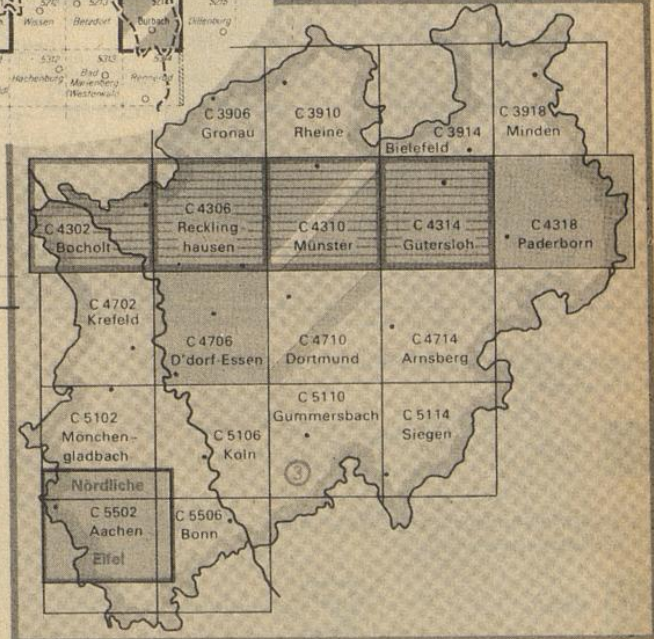 Wissen
Betzdorf
Burbach
Dillenburg
5312
5313
Hachenburg
Bad
Marienberg
(Westerwald)
Rennerod
C 3906
Gronau
C 3910
Rheine
C 3914
Bielefeld
C 3918
Minden
C 4302
Bocholt
C 4306
Reckling-
hausen
C 4310
Münster
C 4314
Gütersloh
C 4318
Paderborn
C 4702
Krefeld
C 4706
D'dorf-Essen
C 4710
Dortmund
C 4714
Arnsberg
C 5102
Mönchen-
gladbach
C 5106
Köln
C 5110
Gummersbach
C 5114
Siegen
3
Nördliche
C 5502
Aachen
Eifel
C 5506
Bonn